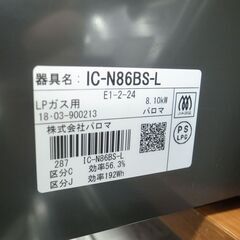 器具名: IC-N86BS-L
E1-2-24
LPガス用 8.10kW
18·03-900213 パロマ
株式会社パロマ
PS
LPG
287 IC-N86BS-L
区分C 効率56.3%
区分J 効率192Wh